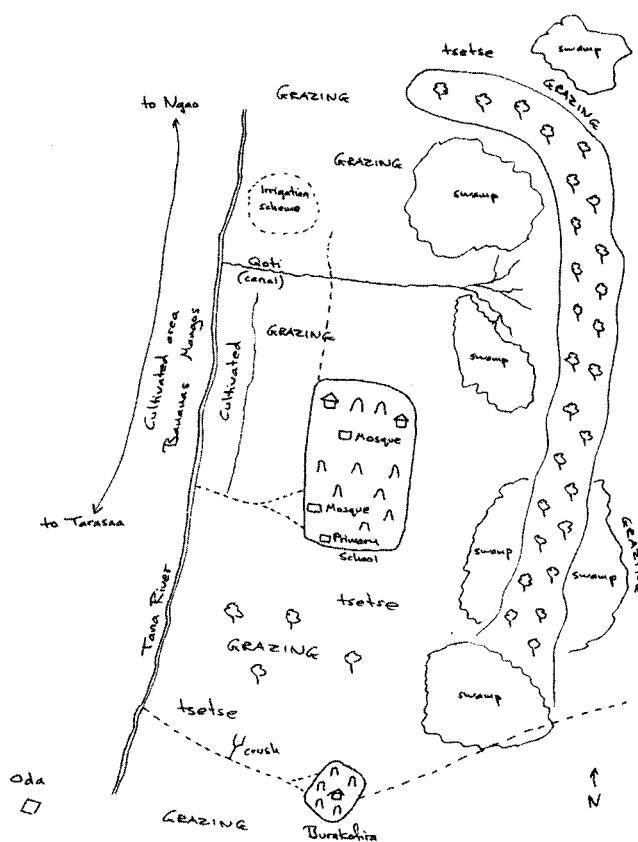 tsetse
swamp
GRAZING
GRAZING
to Ngao
GRAZING
Irrigation
scheme
swamp
Qoti
(canal)
Cultivated area
Bananas Mangos
Cultivated
GRAZING
swamp
Mosque
Mosque
Primary
School
to Tarasaa
swamp
swamp
GRAZING
Tana River
tsetse
GRAZING
swamp
tsetse
crush
Oda
GRAZING
Burakofira
N